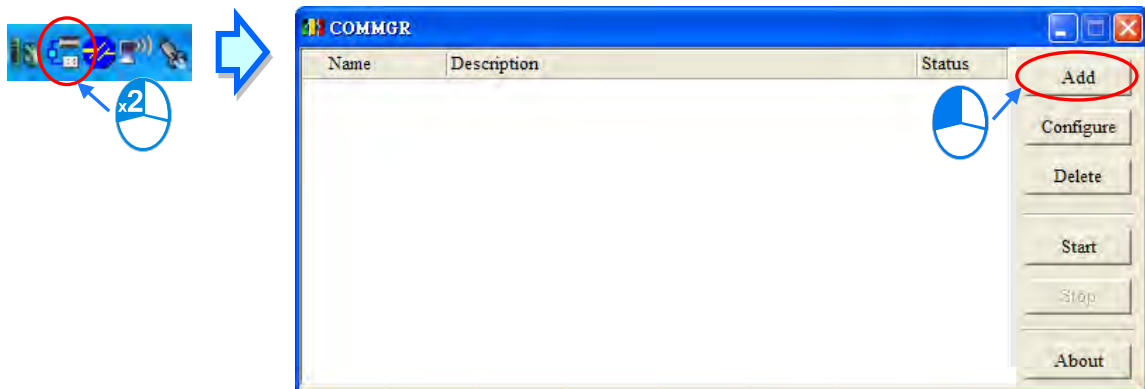 COMMGR
Name Description Status
Add
x2
Configure
Delete
Start
Stop
About